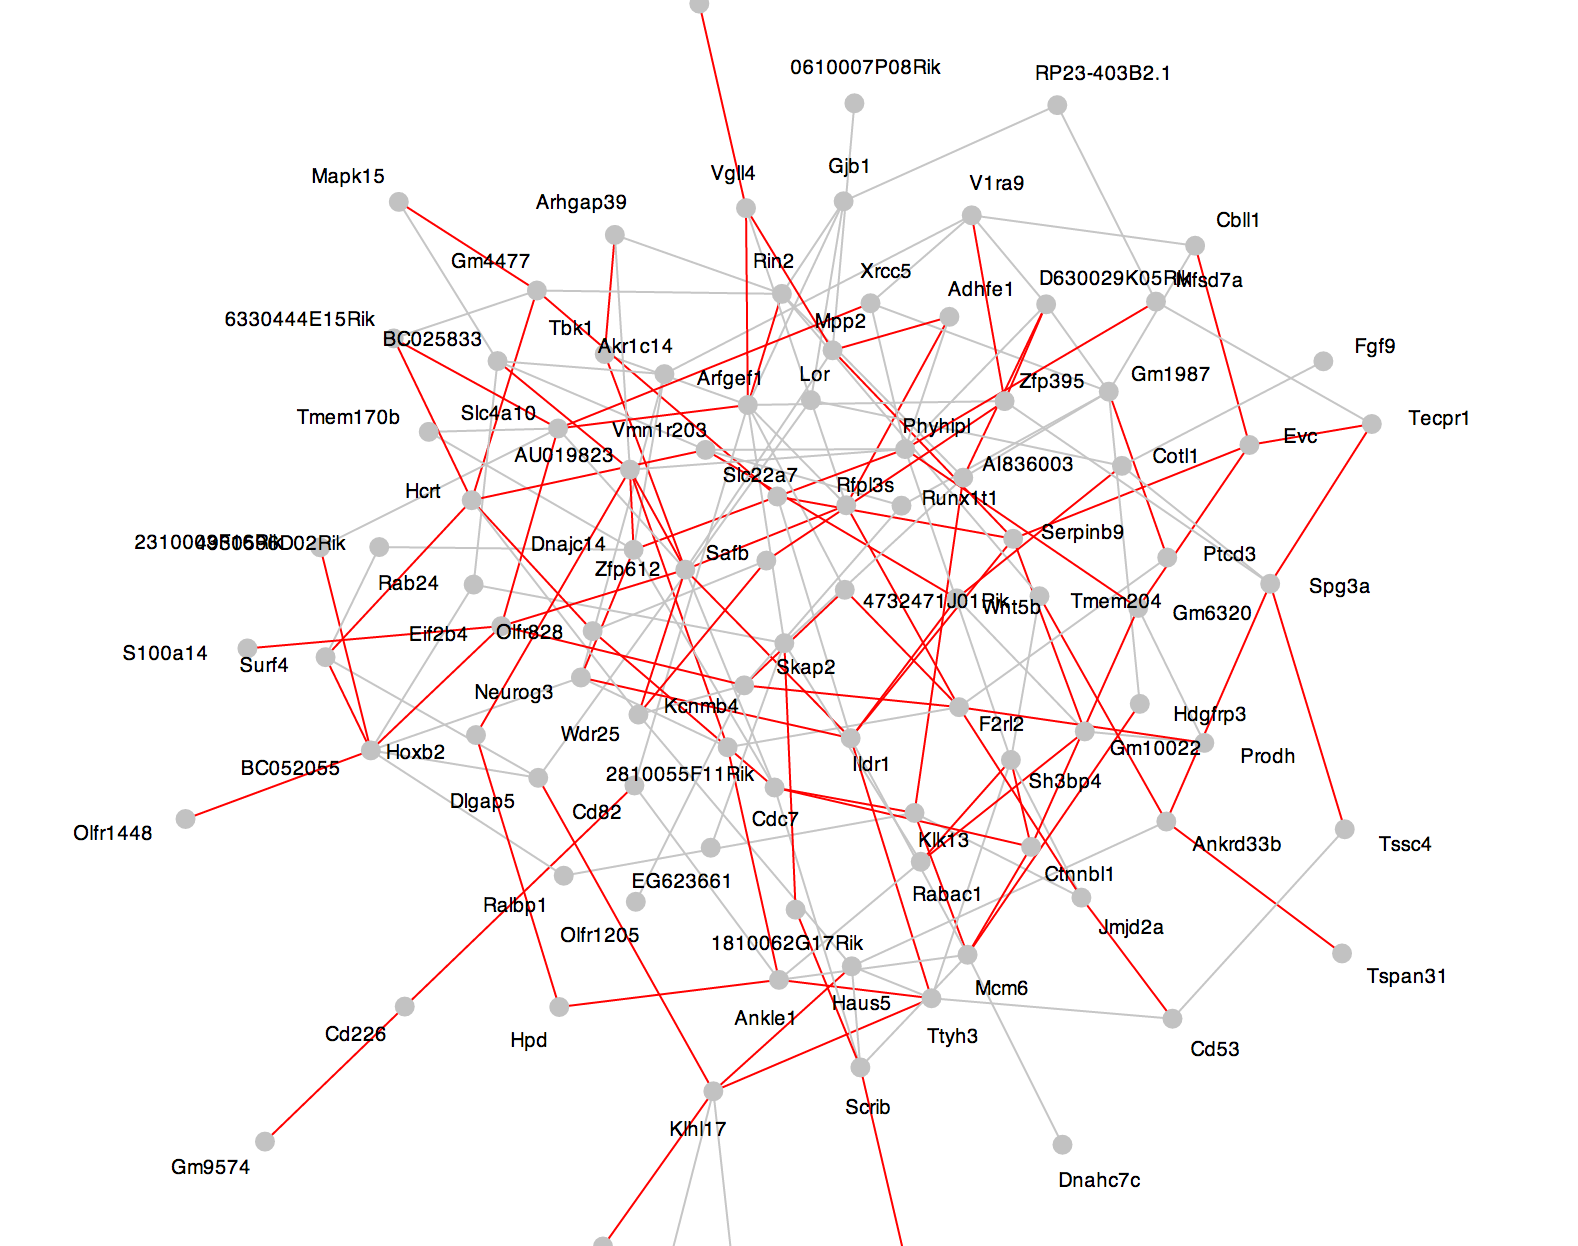 0610007P08Rik
RP23-403B2.1
Gjb1
Vgll4
Mapk15
V1ra9
Arhgap39
Cbll1
Gm4477
Rin2
Xrcc5
D630029K05Rik
Mfsd7a
Adhfe1
6330444E15Rik
Mpp2
Tbk1
BC025833
Akr1c14
Fgf9
Lor
Gm1987
Arfgef1
Zfp395
Slc4a10
Tmem170b
Tecpr1
Phyhipl
Vmn1r203
Evc
AU019823
Cotl1
AI836003
Slc22a7
Rfpl3s
Hcrt
Runx1t1
Serpinb9
Dnajc14
Safb
Ptcd3
Zfp612
Rab24
Spg3a
4732471J01Rik
Tmem204
Wnt5b
Gm6320
Olfr828
Eif2b4
S100a14
Surf4
Skap2
Neurog3
Kcnmb4
Hdgfrp3
F2rl2
Wdr25
Gm10022
Hoxb2
Prodh
Ildr1
BC052055
2810055F11Rik
Sh3bp4
Dlgap5
Cd82
Cdc7
Olfr1448
Klk13
Ankrd33b
Tssc4
Ctnnbl1
EG623661
Rabac1
Ralbp1
Jmjd2a
Olfr1205
1810062G17Rik
Tspan31
Mcm6
Haus5
Ankle1
Cd226
Ttyh3
Hpd
Cd53
Scrib
Klhl17
Gm9574
Dnahc7c